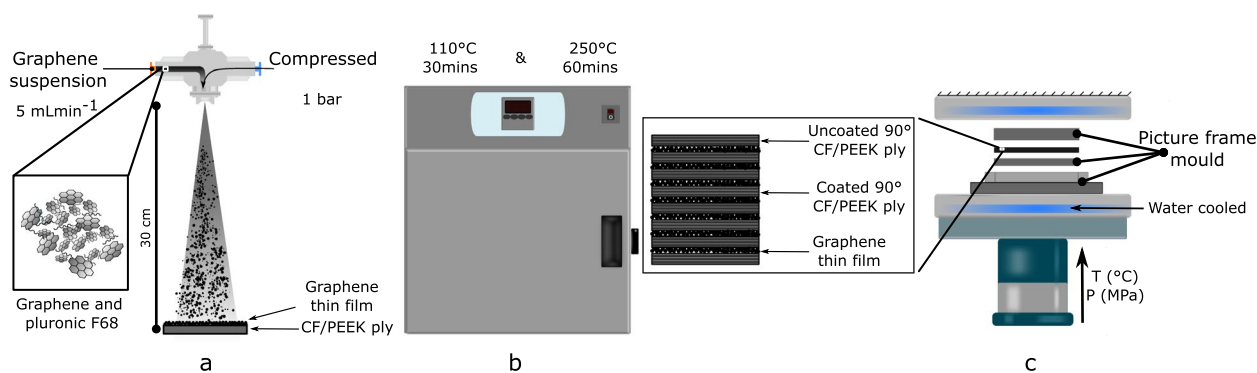 Graphene
suspension
5 mLmin-1
Compressed
1 bar
30 cm
Graphene and
pluronic F68
Graphene
thin film
CF/PEEK ply
a
110°C
30mins
&
250°C
60mins
b
Uncoated 90°
CF/PEEK ply
Coated 90°
CF/PEEK ply
Graphene
thin film
Picture frame
mould
Water cooled
T (°C)
P (MPa)
c